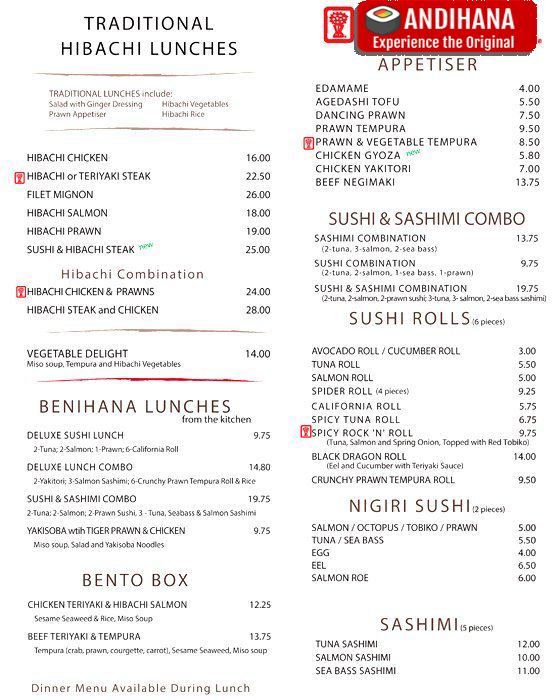 TRADITIONAL
HIBACHI LUNCHES
TRADITIONAL LUNCHES include:
Salad with Ginger Dressing Hibachi Vegetables
Prawn Appetiser Hibachi Rice
HIBACHI CHICKEN 16.00
HIBACHI or TERIYAKI STEAK 22.50
FILET MIGNON 26.00
HIBACHI SALMON 18.00
HIBACHI PRAWN 19.00
SUSHI & HIBACHI STEAK new 25.00
Hibachi Combination
HIBACHI CHICKEN & PRAWNS 24.00
HIBACHI STEAK and CHICKEN 28.00
VEGETABLE DELIGHT 14.00
Miso soup, Tempura and Hibachi Vegetables
BENIHANA LUNCHES
from the kitchen
DELUXE SUSHI LUNCH 9.75
2-Tuna; 2-Salmon; 1-Prawn; 6-California Roll
DELUXE LUNCH COMBO 14.80
2-Yakitori; 3-Salmon Sashimi; 6-Crunchy Prawn Tempura Roll & Rice
SUSHI & SASHIMI COMBO 19.75
2-Tuna; 2-Salmon; 2-Prawn Sushi, 3 - Tuna, Seabass & Salmon Sashimi
YAKISOBA wtih TIGER PRAWN & CHICKEN 9.75
Miso soup, Salad and Yakisoba Noodles
BENTO BOX
CHICKEN TERIYAKI & HIBACHI SALMON 12.25
Sesame Seaweed & Rice, Miso Soup
BEEF TERIYAKI & TEMPURA 13.75
Tempura (crab, prawn, courgette, carrot), Sesame Seaweed, Miso soup
Dinner Menu Available During Lunch
ANDIHANA
Experience the Original
APPETISER
EDAMAME 4.00
AGEDASHI TOFU 5.50
DANCING PRAWN 7.50
PRAWN TEMPURA 9.50
PRAWN & VEGETABLE TEMPURA 8.50
CHICKEN GYOZA new 5.80
CHICKEN YAKITORI 7.00
BEEF NEGIMAKI 13.75
SUSHI & SASHIMI COMBO
SASHIMI COMBINATION 13.75
(2-tuna, 3-salmon, 2-sea bass)
SUSHI COMBINATION 9.75
(2-tuna, 2-salmon, 1-sea bass, 1-prawn)
SUSHI & SASHIMI COMBINATION 19.75
(2-tuna, 2-salmon, 2-prawn sushi; 3-tuna, 3- salmon, 2-sea bass sashimi)
SUSHI ROLLS (6 pieces)
AVOCADO ROLL / CUCUMBER ROLL 3.00
TUNA ROLL 5.50
SALMON ROLL 5.00
SPIDER ROLL (4 pieces) 9.25
CALIFORNIA ROLL 5.75
SPICY TUNA ROLL 6.75
SPICY ROCK 'N' ROLL 9.75
(Tuna, Salmon and Spring Onion, Topped with Red Tobiko)
BLACK DRAGON ROLL 14.00
(Eel and Cucumber with Teriyaki Sauce)
CRUNCHY PRAWN TEMPURA ROLL 9.50
NIGIRI SUSHI (2 pieces)
SALMON / OCTOPUS / TOBIKO / PRAWN 5.00
TUNA / SEA BASS 5.50
EGG 4.00
EEL 6.50
SALMON ROE 6.00
SASHIMI (5 pieces)
TUNA SASHIMI 12.00
SALMON SASHIMI 10.00
SEA BASS SASHIMI 11.00